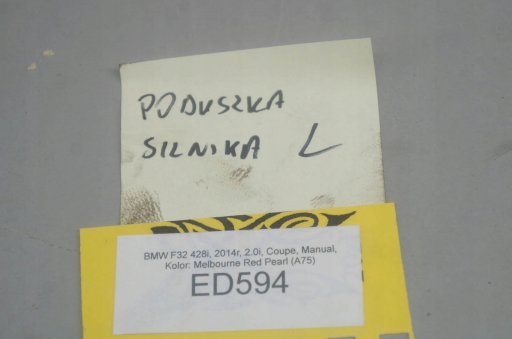 PODUSZKA
SILNIKA L
BMW F32 428i, 2014r, 2.0i, Coupe, Manual,
Kolor: Melbourne Red Pearl (A75)
ED594